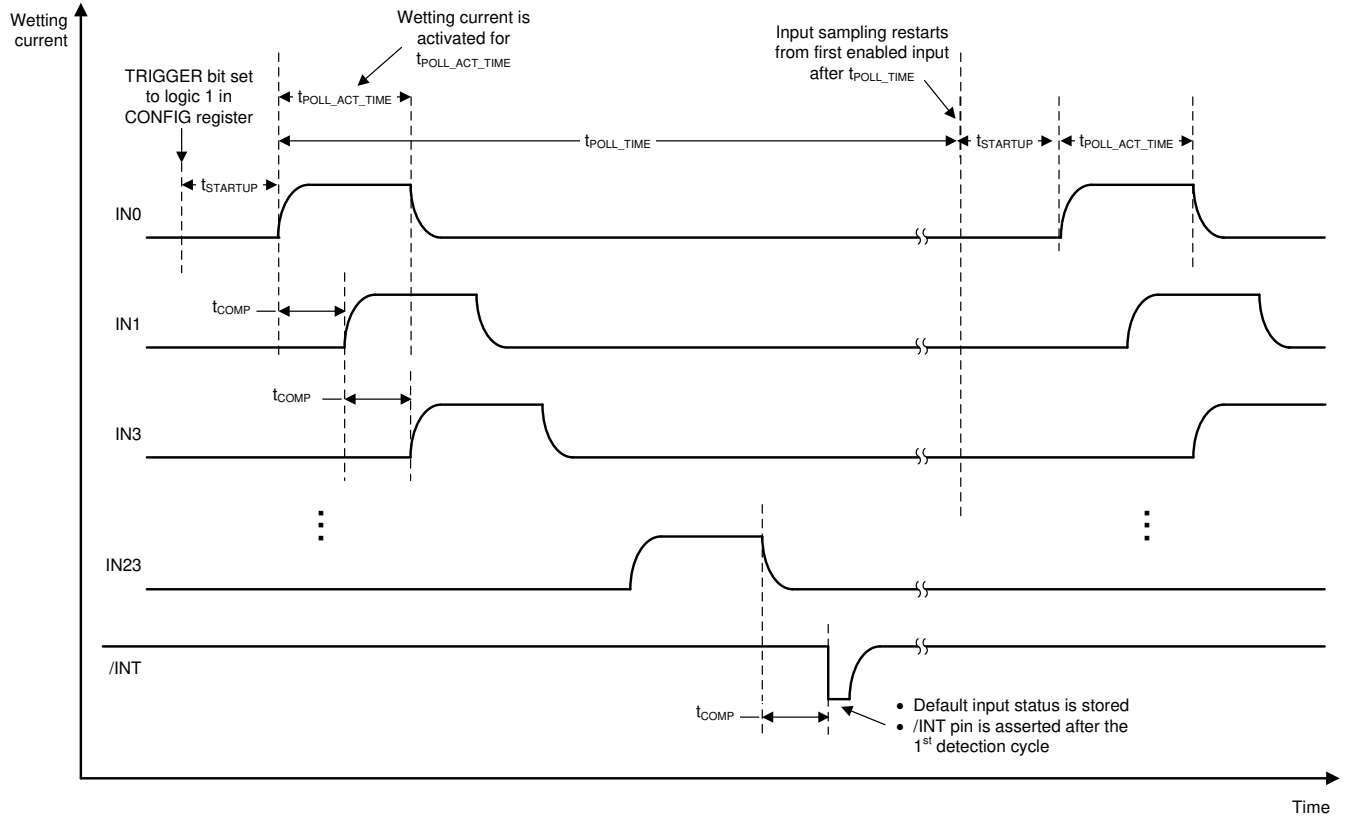 Wetting
current
Wetting current is
activated for
tPOLL_ACT_TIME
Input sampling restarts
from first enabled input
after tPOLL_TIME
TRIGGER bit set
to logic 1 in
CONFIG register
tPOLL_ACT_TIME
tPOLL_TIME
tSTARTUP
tPOLL_ACT_TIME
tSTARTUP
IN0
tCOMP
IN1
tCOMP
IN3
IN23
/INT
tCOMP
• Default input status is stored
• /INT pin is asserted after the
1st detection cycle
Time